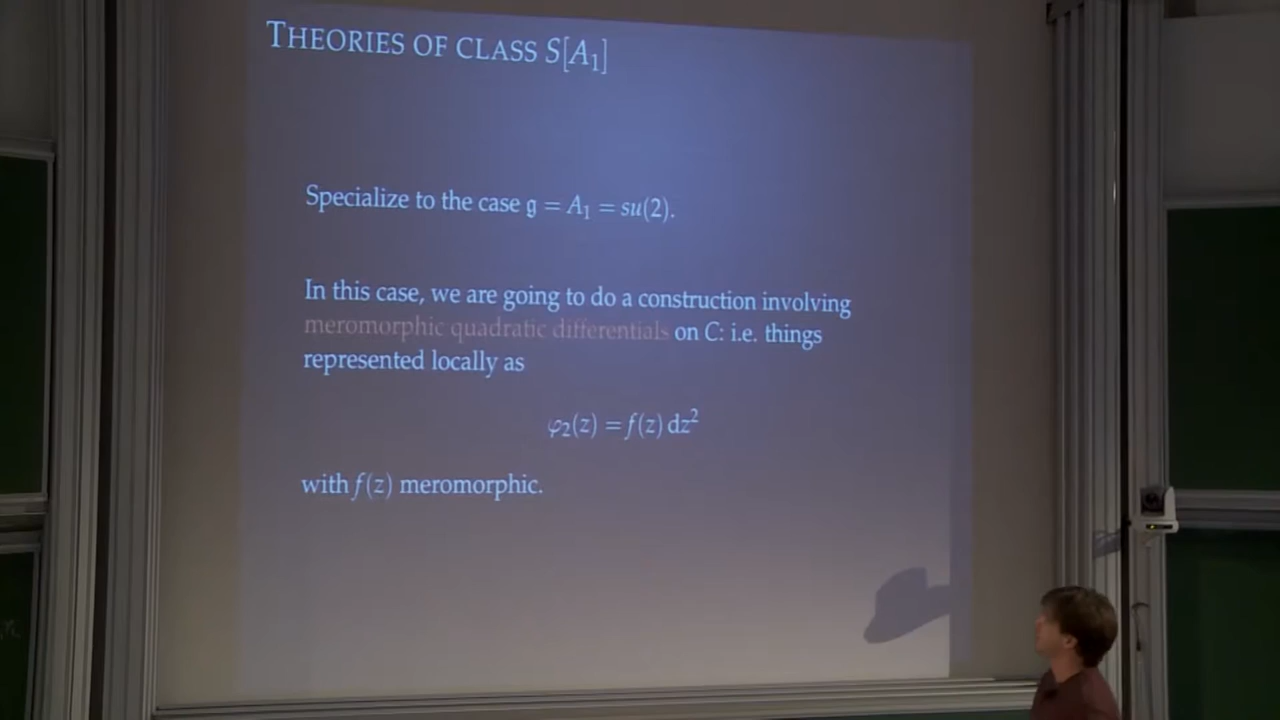 THEORIES OF CLASS S[A₁]
Specialize to the case 𝔤 = A₁ = su(2).
In this case, we are going to do a construction involving
meromorphic quadratic differentials on C: i.e. things
represented locally as
φ₂(z) = f(z) dz²
with f(z) meromorphic.